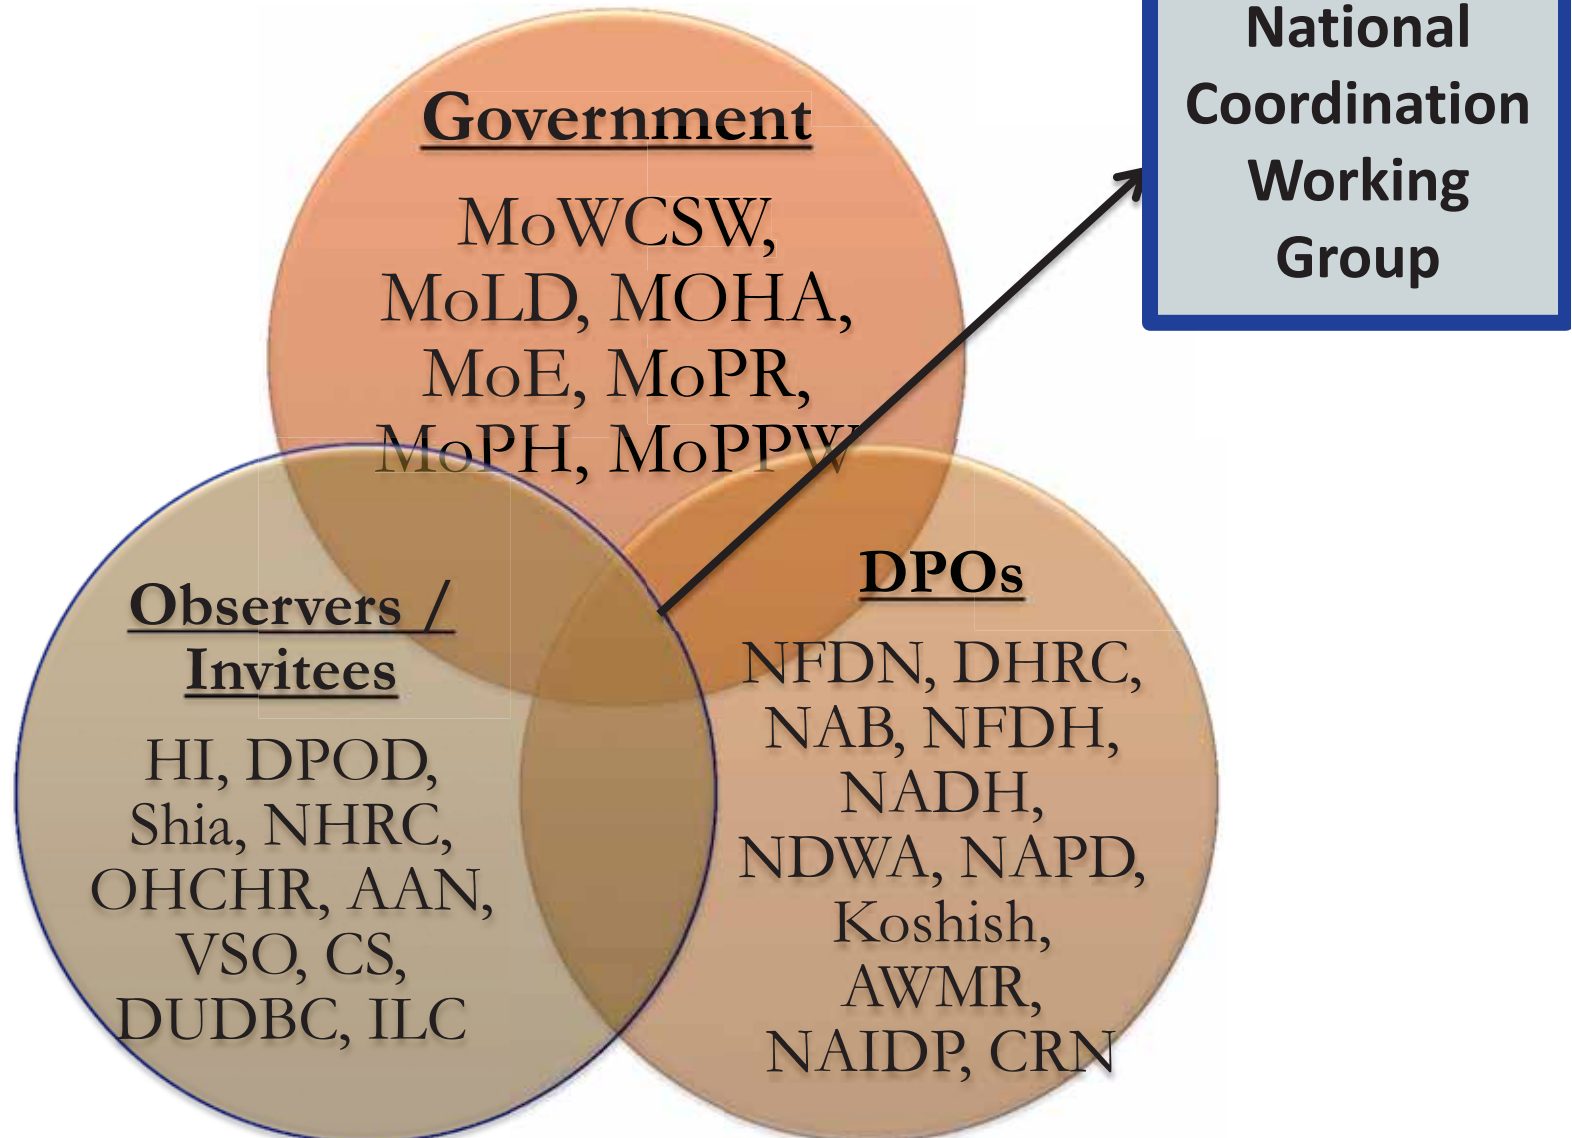 Government
MoWCSW,
MoLD, MOHA,
MoE, MoPR,
MoPH, MoPPW
National
Coordination
Working
Group
Observers /
Invitees
HI, DPOD,
Shia, NHRC,
OHCHR, AAN,
VSO, CS,
DUDBC, ILC
DPOs
NFDN, DHRC,
NAB, NFDH,
NADH,
NDWA, NAPD,
Koshish,
AWMR,
NAIDP, CRN